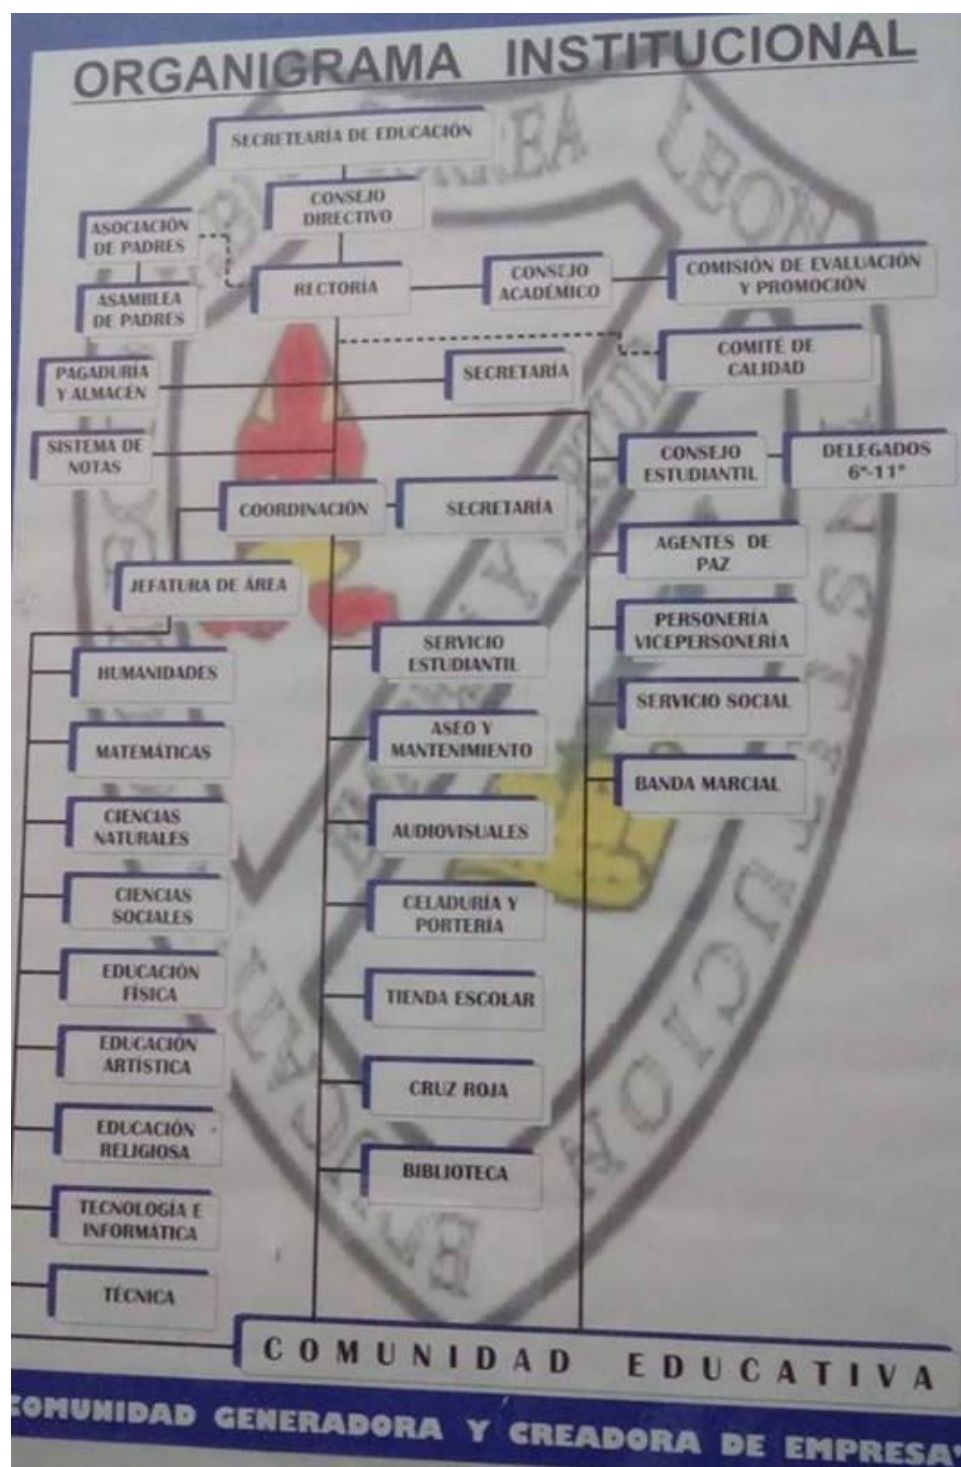 ORGANIGRAMA INSTITUCIONAL
SECRETEARÍA DE EDUCACIÓN
CONSEJO
DIRECTIVO
ASOCIACIÓN
DE PADRES
RECTORÍA
CONSEJO
ACADÉMICO
COMISIÓN DE EVALUACIÓN
Y PROMOCIÓN
ASAMBLEA
DE PADRES
COMITÉ DE
CALIDAD
PAGADURÍA
Y ALMACÉN
SECRETARÍA
SISTEMA DE
NOTAS
CONSEJO
ESTUDIANTIL
DELEGADOS
6º-11º
COORDINACIÓN
SECRETARÍA
AGENTES DE
PAZ
JEFATURA DE ÁREA
PERSONERÍA
VICEPERSONERÍA
SERVICIO
ESTUDIANTIL
HUMANIDADES
SERVICIO SOCIAL
ASEO Y
MANTENIMIENTO
MATEMÁTICAS
BANDA MARCIAL
CIENCIAS
NATURALES
AUDIOVISUALES
CIENCIAS
SOCIALES
CELADURÍA Y
PORTERÍA
EDUCACIÓN
FÍSICA
TIENDA ESCOLAR
EDUCACIÓN
ARTÍSTICA
CRUZ ROJA
EDUCACIÓN
RELIGIOSA
BIBLIOTECA
TECNOLOGÍA E
INFORMÁTICA
TÉCNICA
COMUNIDAD EDUCATIVA
COMUNIDAD GENERADORA Y CREADORA DE EMPRESA"